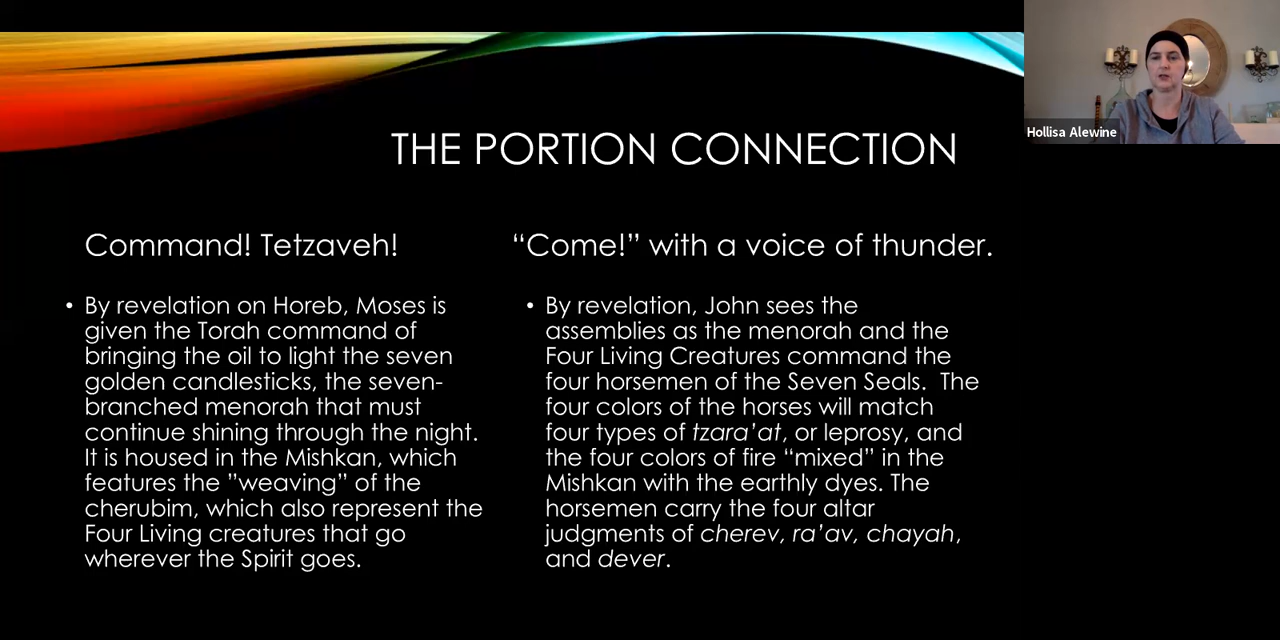 Hollisa Alewine
THE PORTION CONNECTION
Command! Tetzaveh!
• By revelation on Horeb, Moses is
given the Torah command of
bringing the oil to light the seven
golden candlesticks, the seven-
branched menorah that must
continue shining through the night.
It is housed in the Mishkan, which
features the ”weaving” of the
cherubim, which also represent the
Four Living creatures that go
wherever the Spirit goes.
“Come!” with a voice of thunder.
• By revelation, John sees the
assemblies as the menorah and the
Four Living Creatures command the
four horsemen of the Seven Seals.  The
four colors of the horses will match
four types of tzara’at, or leprosy, and
the four colors of fire “mixed” in the
Mishkan with the earthly dyes. The
horsemen carry the four altar
judgments of cherev, ra’av, chayah,
and dever.